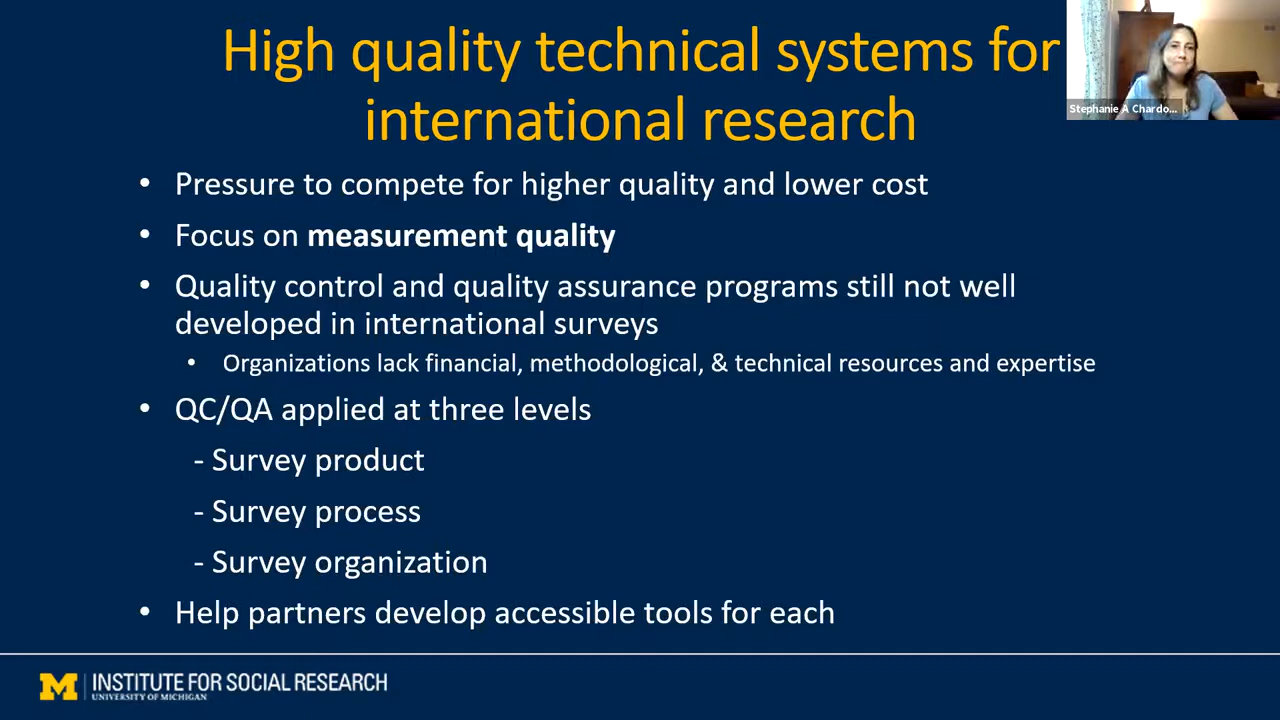 High quality technical systems for
international research
Stephanie A Chardo...
• Pressure to compete for higher quality and lower cost
• Focus on measurement quality
• Quality control and quality assurance programs still not well
developed in international surveys
• Organizations lack financial, methodological, & technical resources and expertise
• QC/QA applied at three levels
- Survey product
- Survey process
- Survey organization
• Help partners develop accessible tools for each
M INSTITUTE FOR SOCIAL RESEARCH
UNIVERSITY OF MICHIGAN